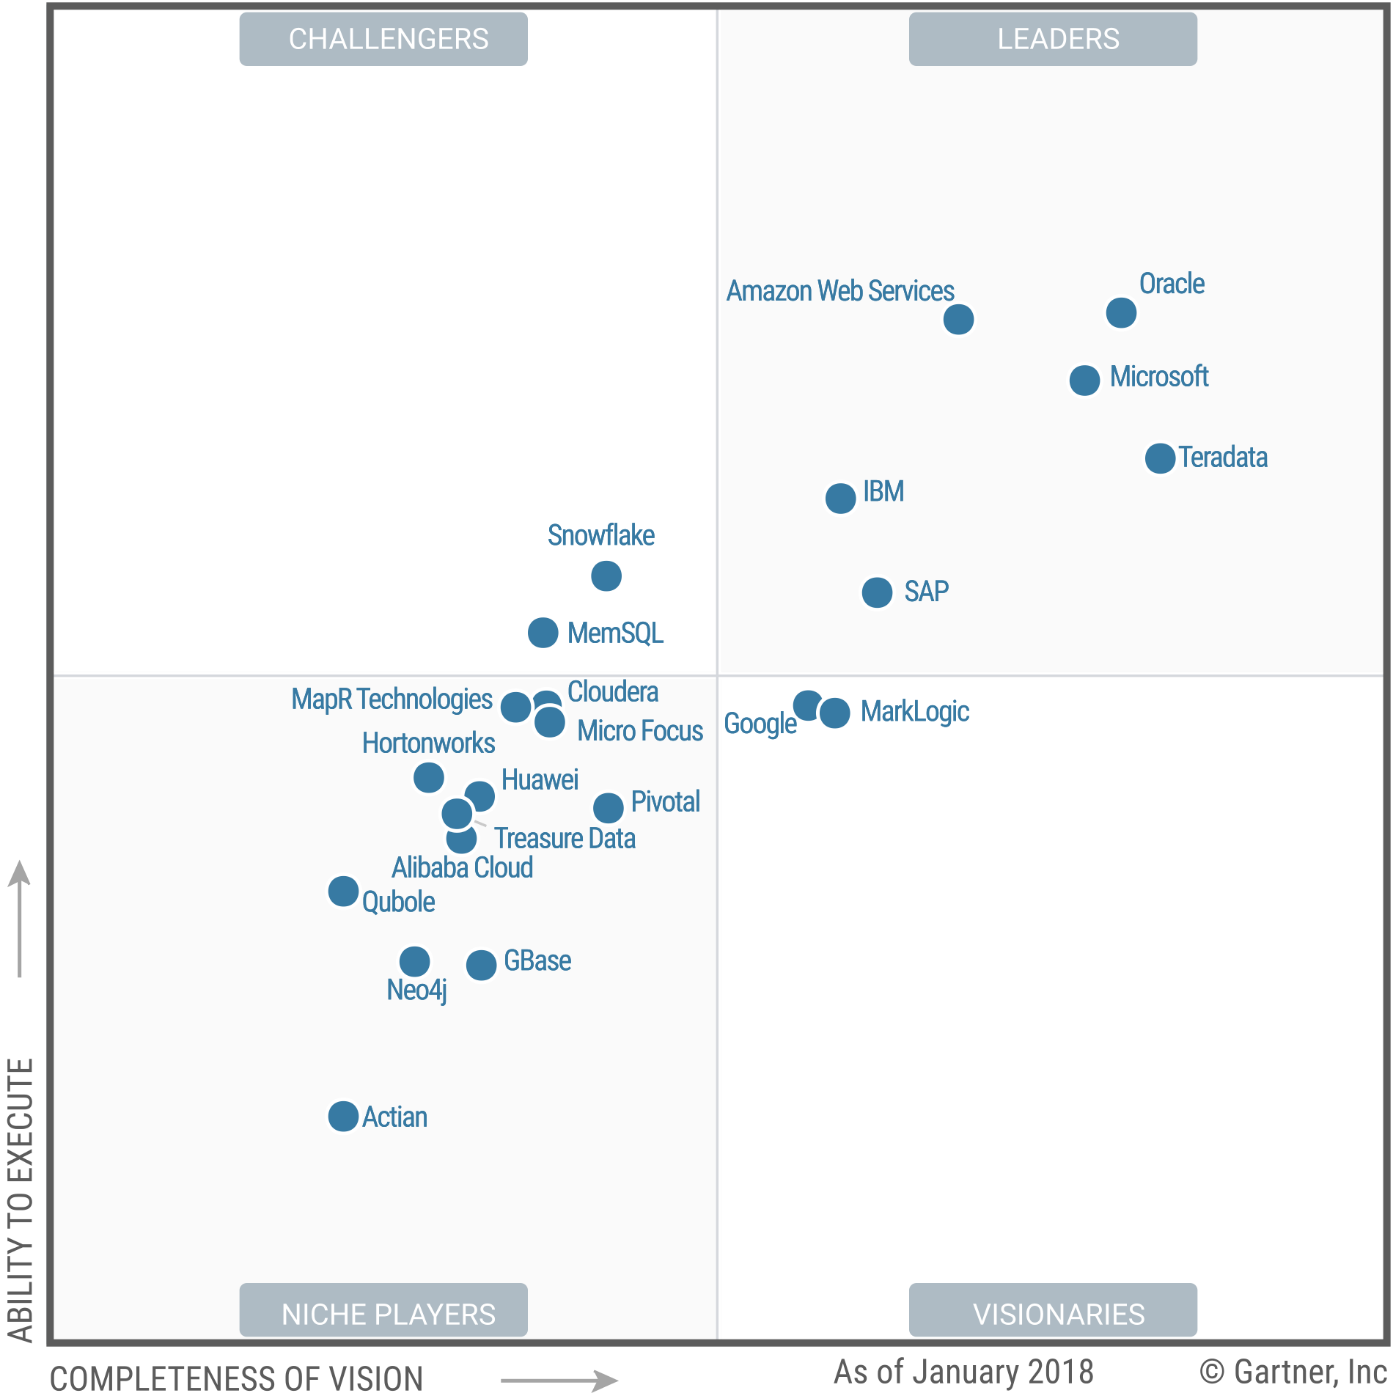 CHALLENGERS
LEADERS
Amazon Web Services
Oracle
Microsoft
Teradata
IBM
Snowflake
SAP
MemSQL
MapR Technologies
Cloudera
Micro Focus
Google
MarkLogic
Hortonworks
Huawei
Pivotal
Treasure Data
Alibaba Cloud
Qubole
GBase
Neo4j
Actian
NICHE PLAYERS
VISIONARIES
ABILITY TO EXECUTE
COMPLETENESS OF VISION
As of January 2018
© Gartner, Inc